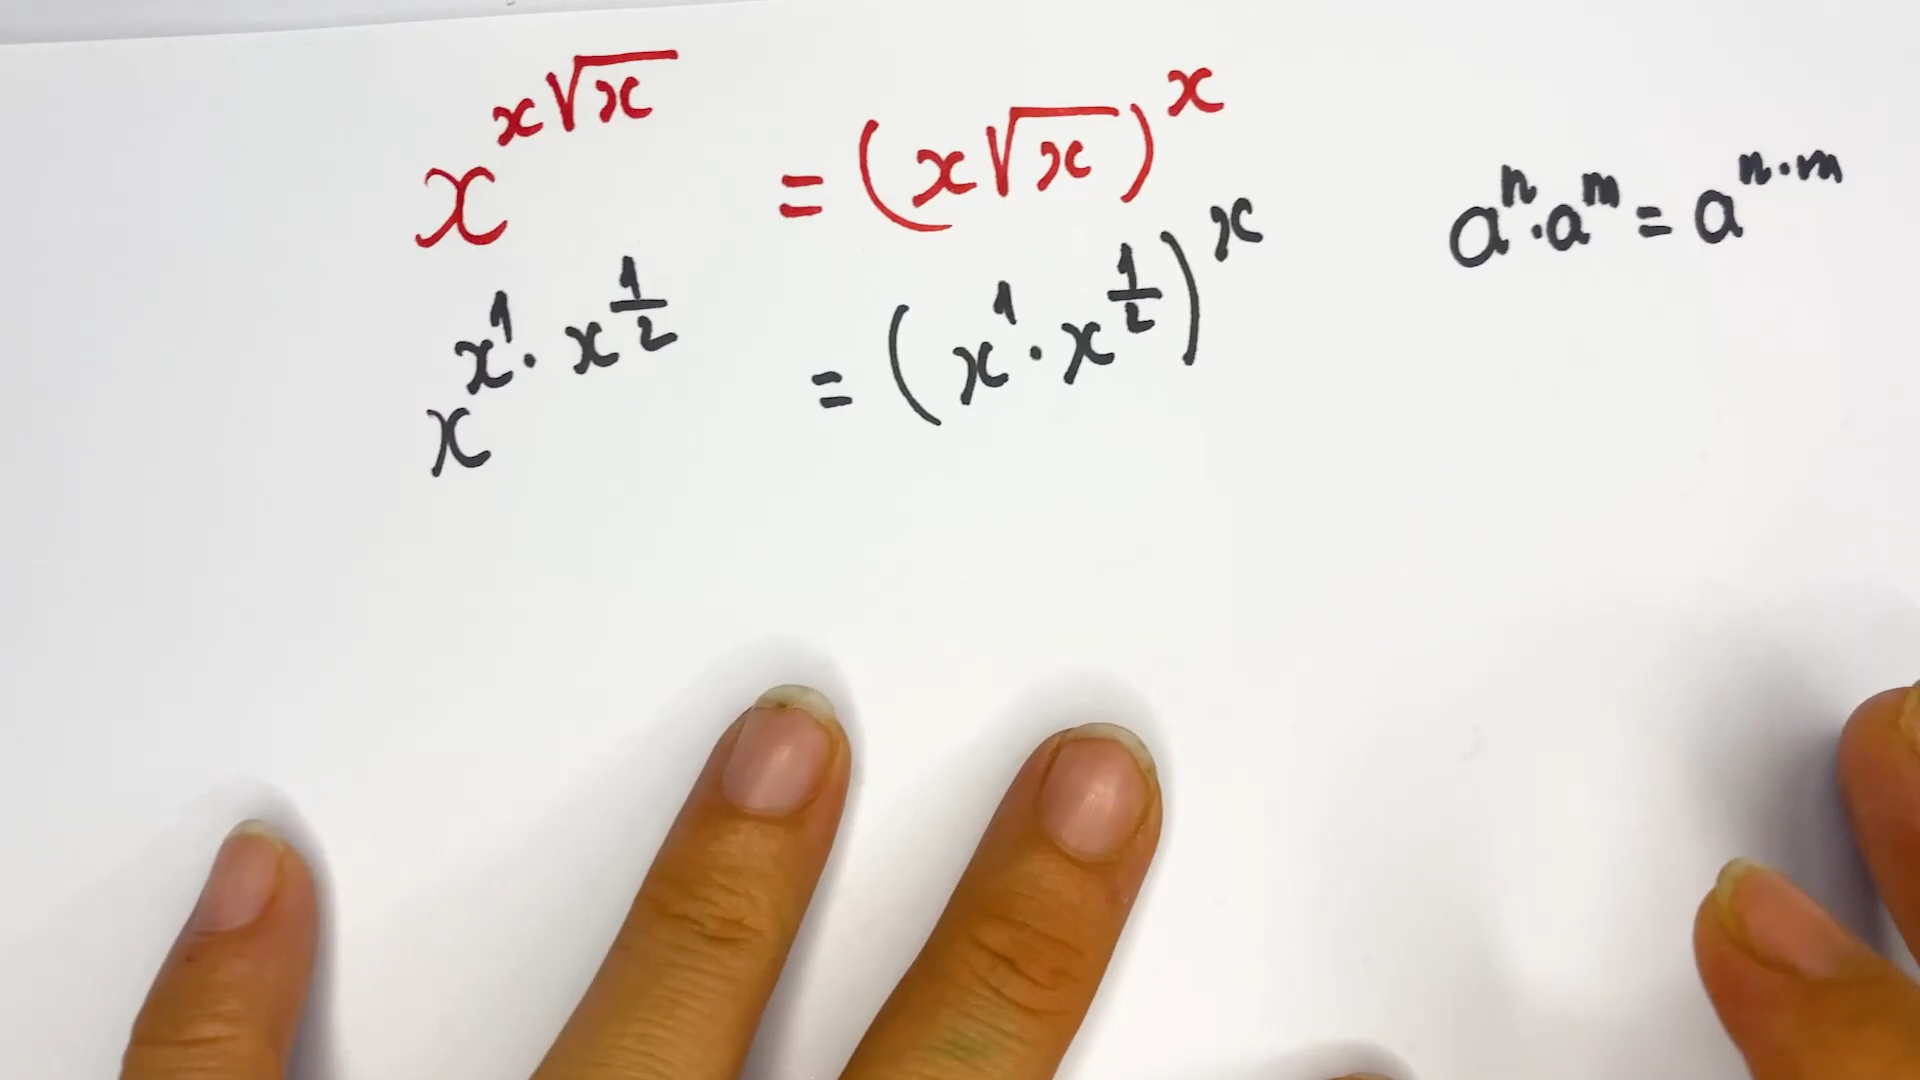 x^{x√x} = (x√x)^x
a^n · a^m = a^{n·m}
x^{x^1 · x^{1/2}} = (x^1 · x^{1/2})^x